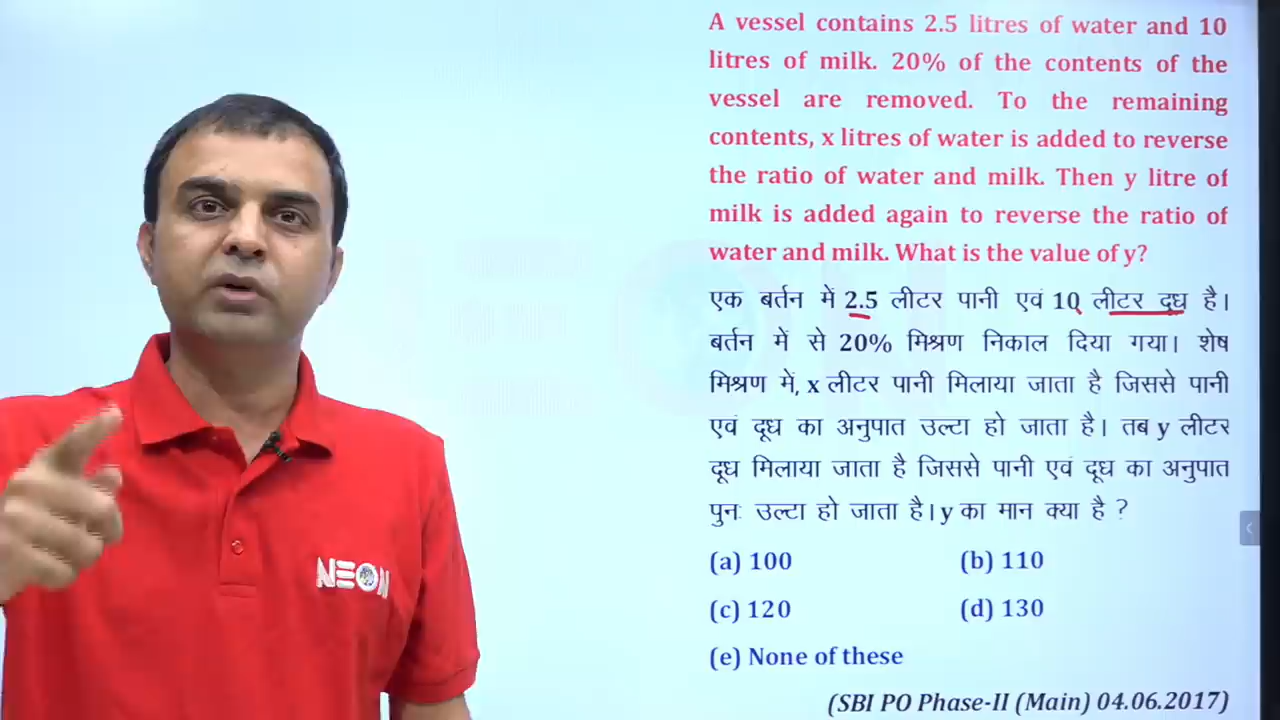 A vessel contains 2.5 litres of water and 10
litres of milk. 20% of the contents of the
vessel are removed. To the remaining
contents, x litres of water is added to reverse
the ratio of water and milk. Then y litre of
milk is added again to reverse the ratio of
water and milk. What is the value of y?
एक बर्तन में 2.5 लीटर पानी एवं 10 लीटर दूध है।
बर्तन में से 20% मिश्रण निकाल दिया गया। शेष
मिश्रण में, x लीटर पानी मिलाया जाता है जिससे पानी
एवं दूध का अनुपात उल्टा हो जाता है। तब y लीटर
दूध मिलाया जाता है जिससे पानी एवं दूध का अनुपात
पुनः उल्टा हो जाता है। y का मान क्या है ?
(a) 100 (b) 110
(c) 120 (d) 130
(e) None of these
(SBI PO Phase-II (Main) 04.06.2017)
NEON
NEON